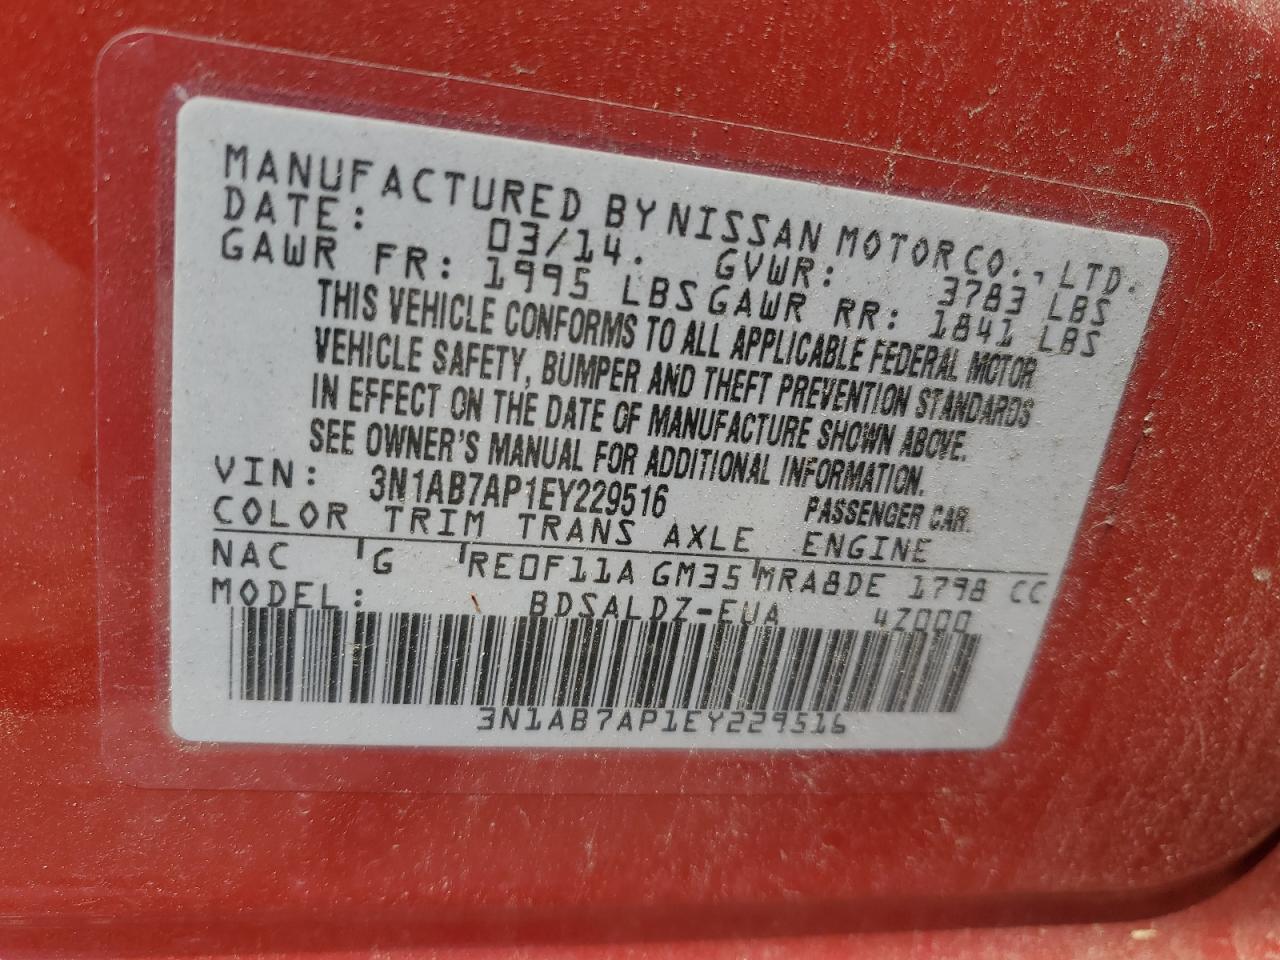 MANUFACTURED BY NISSAN MOTOR CO., LTD.
DATE: 03/14. GVWR: 3783 LBS
GAWR FR: 1995 LBS GAWR RR: 1841 LBS
THIS VEHICLE CONFORMS TO ALL APPLICABLE FEDERAL MOTOR
VEHICLE SAFETY, BUMPER AND THEFT PREVENTION STANDARDS
IN EFFECT ON THE DATE OF MANUFACTURE SHOWN ABOVE.
SEE OWNER'S MANUAL FOR ADDITIONAL INFORMATION.
VIN: 3N1AB7AP1EY229516 PASSENGER CAR.
COLOR TRIM TRANS AXLE ENGINE
NAC G RE0F11A GM35 MRA8DE 1798 CC
MODEL: BDSALDZ-EUA 4Z000
3N1AB7AP1EY229516